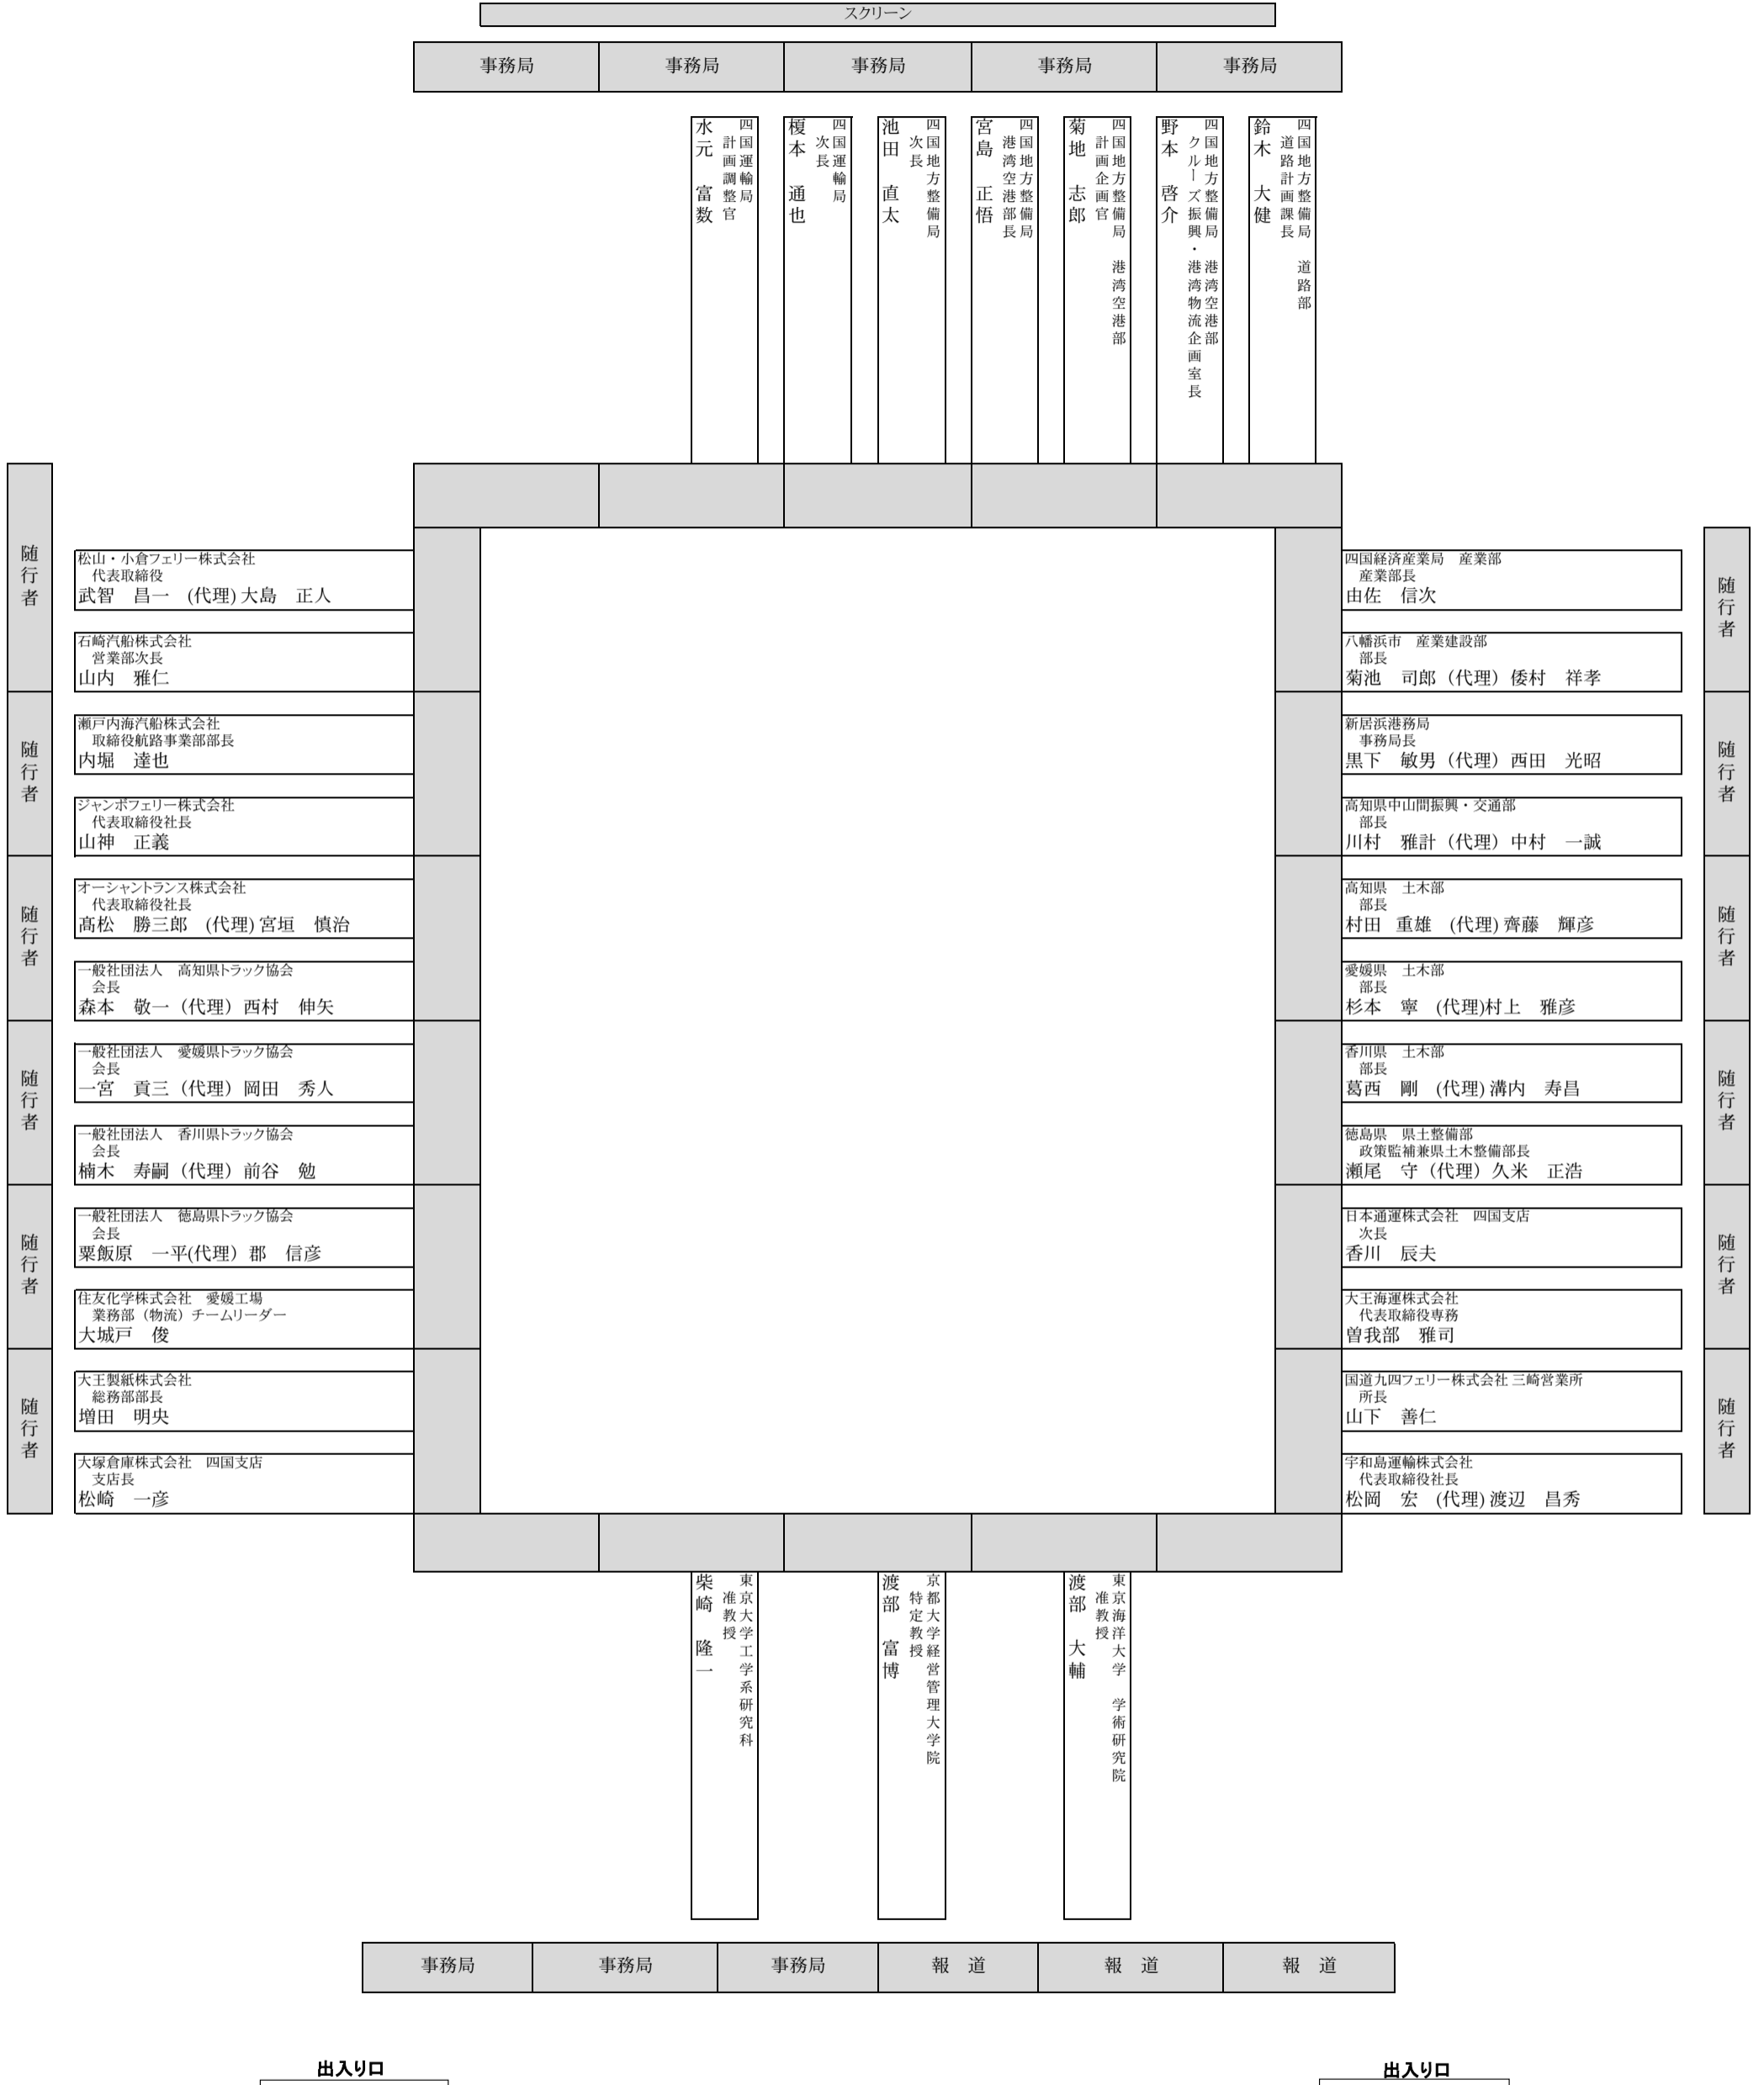 スクリーン
事務局
事務局
事務局
事務局
事務局
四国運輸局
計画調整官
水元　富数
四国運輸局
次長
榎本　通也
四国地方整備局
次長
池田　直太
四国地方整備局
港湾空港部長
宮島　正悟
四国地方整備局　港湾空港部
計画企画官
菊地　志郎
四国地方整備局　港湾空港部
クルーズ振興・港湾物流企画室長
野本　啓介
四国地方整備局　道路部
道路計画課長
鈴木　大健
随行者
随行者
随行者
随行者
随行者
随行者
松山・小倉フェリー株式会社
代表取締役
武智　昌一　(代理) 大島　正人
石崎汽船株式会社
営業部次長
山内　雅仁
瀬戸内海汽船株式会社
取締役航路事業部部長
内堀　達也
ジャンボフェリー株式会社
代表取締役社長
山神　正義
オーシャントランス株式会社
代表取締役社長
髙松　勝三郎　(代理) 宮垣　慎治
一般社団法人　高知県トラック協会
会長
森本　敬一（代理）西村　伸矢
一般社団法人　愛媛県トラック協会
会長
一宮　貢三（代理）岡田　秀人
一般社団法人　香川県トラック協会
会長
楠木　寿嗣（代理）前谷　勉
一般社団法人　徳島県トラック協会
会長
粟飯原　一平(代理）郡　信彦
住友化学株式会社　愛媛工場
業務部（物流）チームリーダー
大城戸　俊
大王製紙株式会社
総務部部長
増田　明央
大塚倉庫株式会社　四国支店
支店長
松崎　一彦
四国経済産業局　産業部
産業部長
由佐　信次
八幡浜市　産業建設部
部長
菊池　司郎（代理）倭村　祥孝
新居浜港務局
事務局長
黒下　敏男（代理）西田　光昭
高知県中山間振興・交通部
部長
川村　雅計（代理）中村　一誠
高知県　土木部
部長
村田　重雄　(代理) 齊藤　輝彦
愛媛県　土木部
部長
杉本　寧　(代理)村上　雅彦
香川県　土木部
部長
葛西　剛　(代理) 溝内　寿昌
徳島県　県土整備部
政策監補兼県土木整備部長
瀬尾　守（代理）久米　正浩
日本通運株式会社　四国支店
次長
香川　辰夫
大王海運株式会社
代表取締役専務
曽我部　雅司
国道九四フェリー株式会社 三崎営業所
所長
山下　善仁
宇和島運輸株式会社
代表取締役社長
松岡　宏　(代理) 渡辺　昌秀
随行者
随行者
随行者
随行者
随行者
随行者
東京大学工学系研究科
准教授
柴崎　隆一
京都大学経営管理大学院
特定教授
渡部　富博
東京海洋大学　学術研究院
准教授
渡部　大輔
事務局
事務局
事務局
報　道
報　道
報　道
出入り口
出入り口